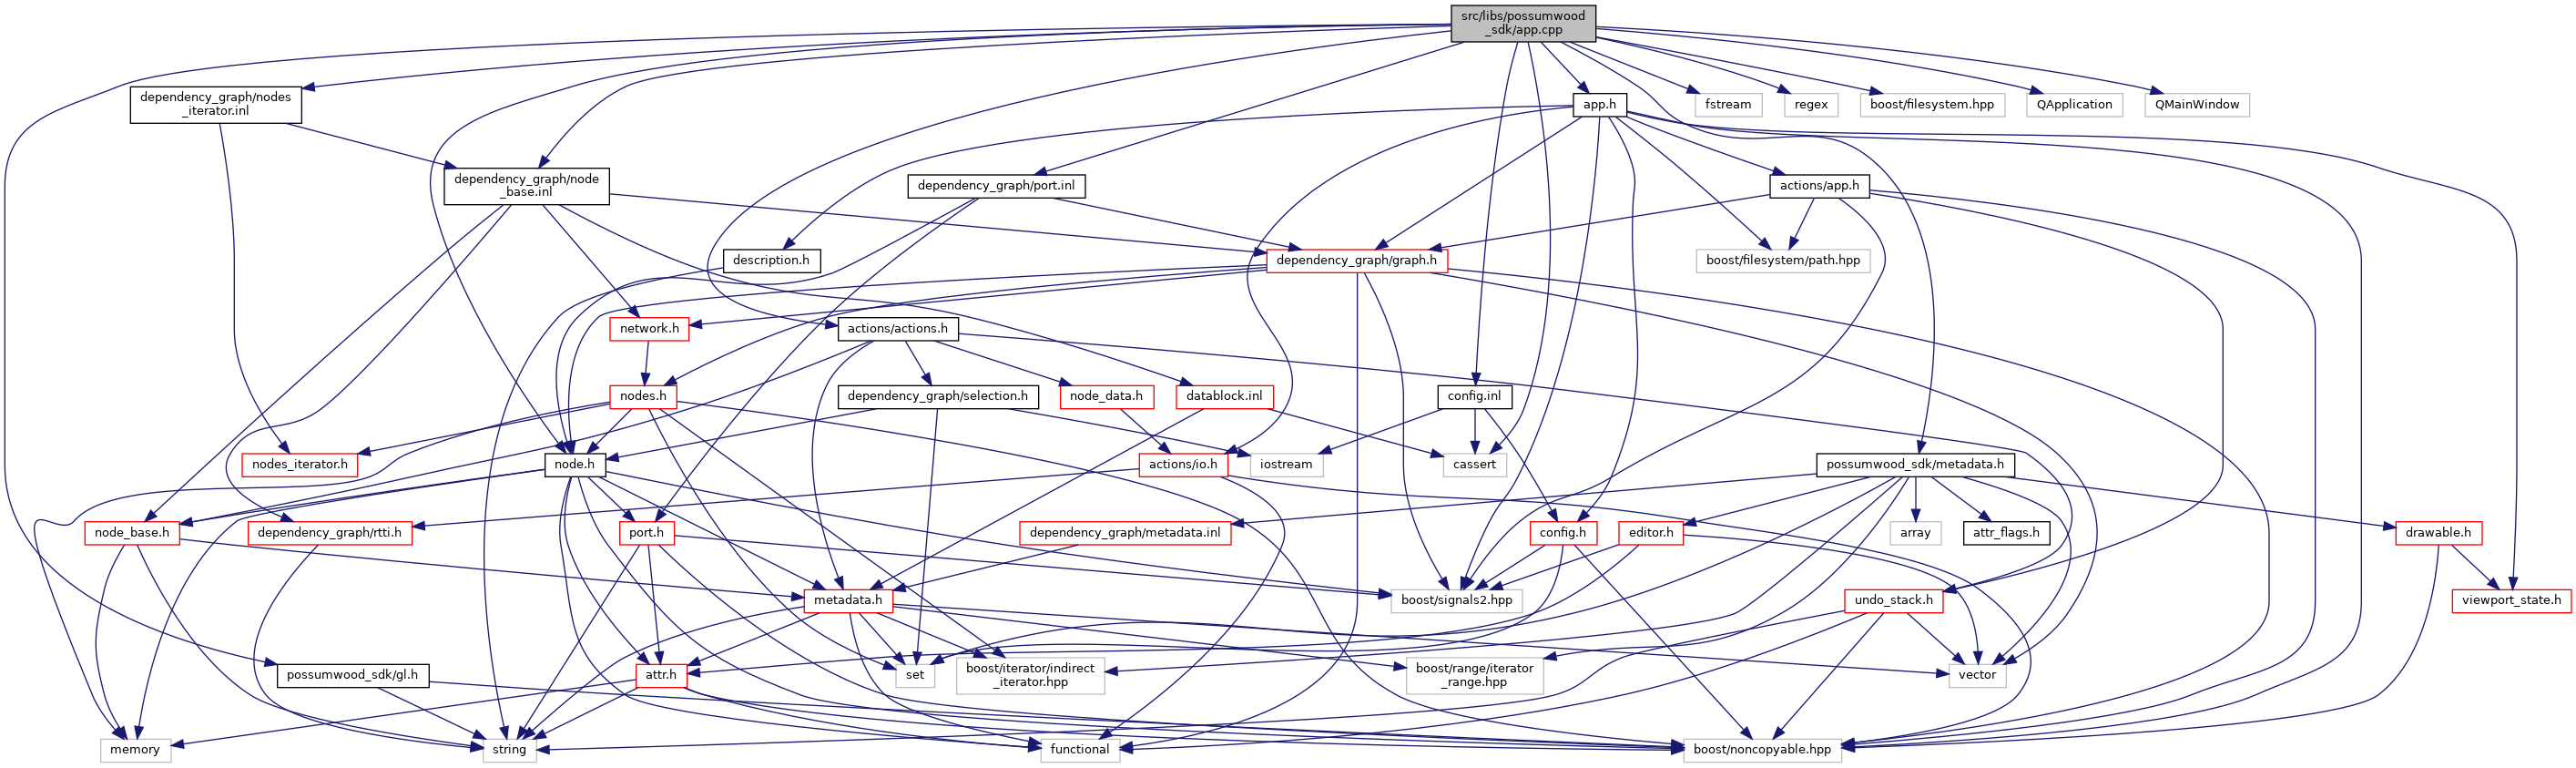 src/libs/possumwood
_sdk/app.cpp
dependency_graph/nodes
_iterator.inl
app.h
fstream
regex
boost/filesystem.hpp
QApplication
QMainWindow
dependency_graph/node
_base.inl
dependency_graph/port.inl
actions/app.h
description.h
dependency_graph/graph.h
boost/filesystem/path.hpp
network.h
actions/actions.h
nodes.h
dependency_graph/selection.h
node_data.h
datablock.inl
config.inl
nodes_iterator.h
node.h
actions/io.h
iostream
cassert
possumwood_sdk/metadata.h
node_base.h
dependency_graph/rtti.h
port.h
dependency_graph/metadata.inl
config.h
editor.h
array
attr_flags.h
drawable.h
metadata.h
boost/signals2.hpp
undo_stack.h
viewport_state.h
possumwood_sdk/gl.h
attr.h
set
boost/iterator/indirect
_iterator.hpp
boost/range/iterator
_range.hpp
vector
memory
string
functional
boost/noncopyable.hpp